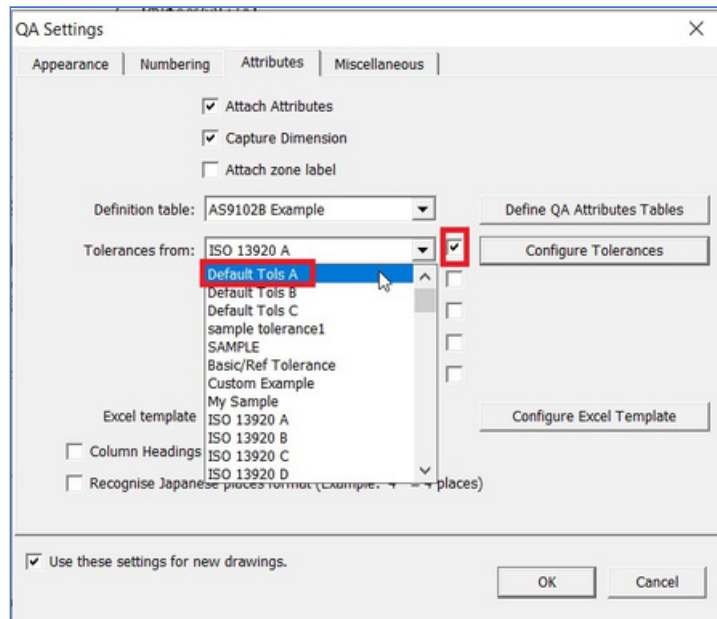 QA Settings
Appearance Numbering Attributes Miscellaneous
Attach Attributes
Capture Dimension
Attach zone label
Definition table: AS9102B Example Define QA Attributes Tables
Tolerances from: ISO 13920 A Configure Tolerances
Default Tols A
Default Tols B
Default Tols C
sample tolerance1
SAMPLE
Basic/Ref Tolerance
Custom Example
My Sample
ISO 13920 A
Excel template Configure Excel Template
ISO 13920 B
Column Headings ISO 13920 C
ISO 13920 D
Recognise Japanese places)
Use these settings for new drawings.
OK Cancel